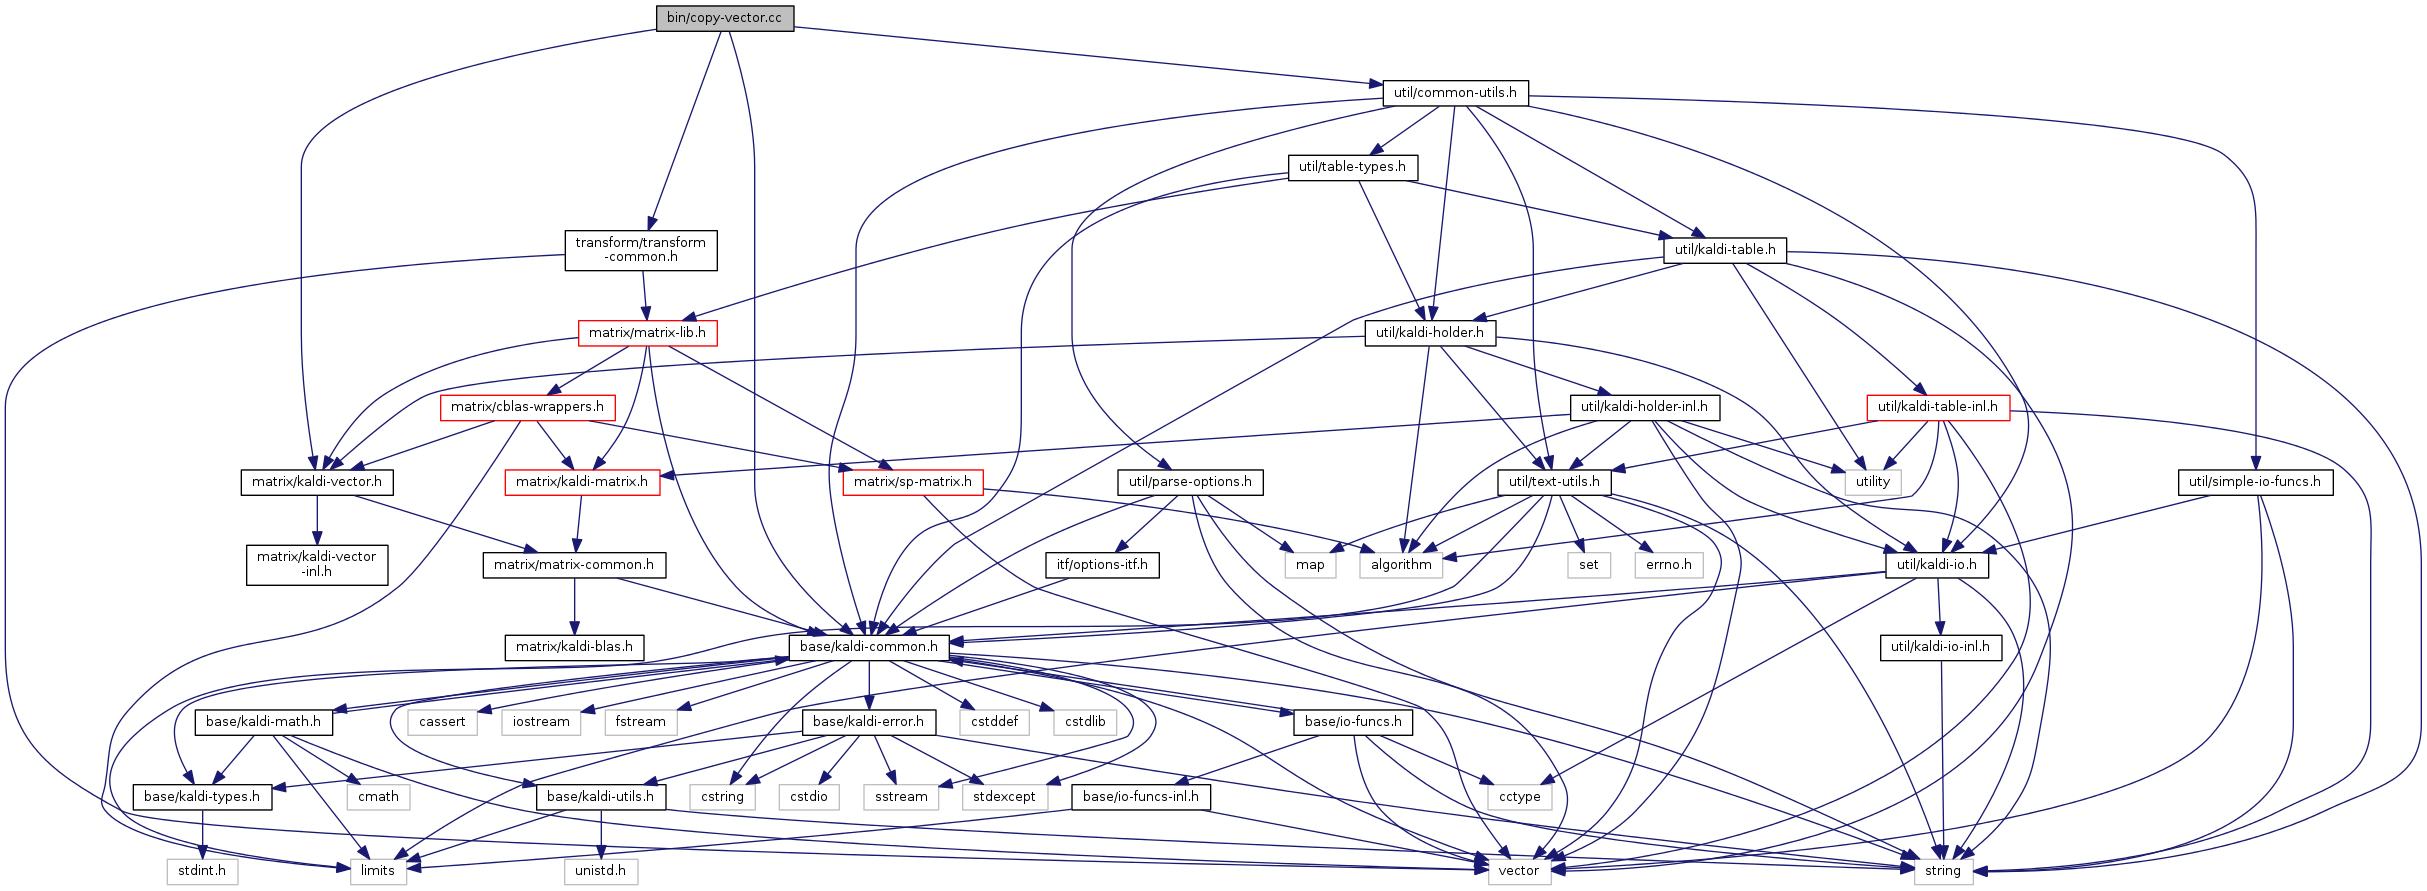 bin/copy-vector.cc
util/common-utils.h
util/table-types.h
transform/transform
-common.h
util/kaldi-table.h
matrix/matrix-lib.h
util/kaldi-holder.h
matrix/cblas-wrappers.h
util/kaldi-holder-inl.h
util/kaldi-table-inl.h
matrix/kaldi-vector.h
matrix/kaldi-matrix.h
matrix/sp-matrix.h
util/parse-options.h
util/text-utils.h
utility
util/simple-io-funcs.h
matrix/kaldi-vector
-inl.h
matrix/matrix-common.h
itf/options-itf.h
map
algorithm
set
errno.h
util/kaldi-io.h
matrix/kaldi-blas.h
base/kaldi-common.h
util/kaldi-io-inl.h
base/kaldi-math.h
cassert
iostream
fstream
base/kaldi-error.h
cstddef
cstdlib
base/io-funcs.h
base/kaldi-types.h
cmath
base/kaldi-utils.h
cstring
cstdio
sstream
stdexcept
base/io-funcs-inl.h
cctype
stdint.h
limits
unistd.h
vector
string